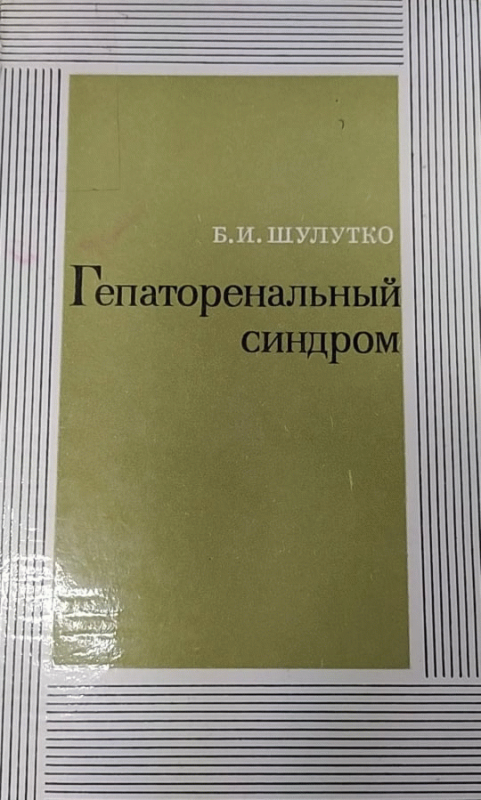 Б.И. ШУЛУТКО
Гепаторенальный
синдром